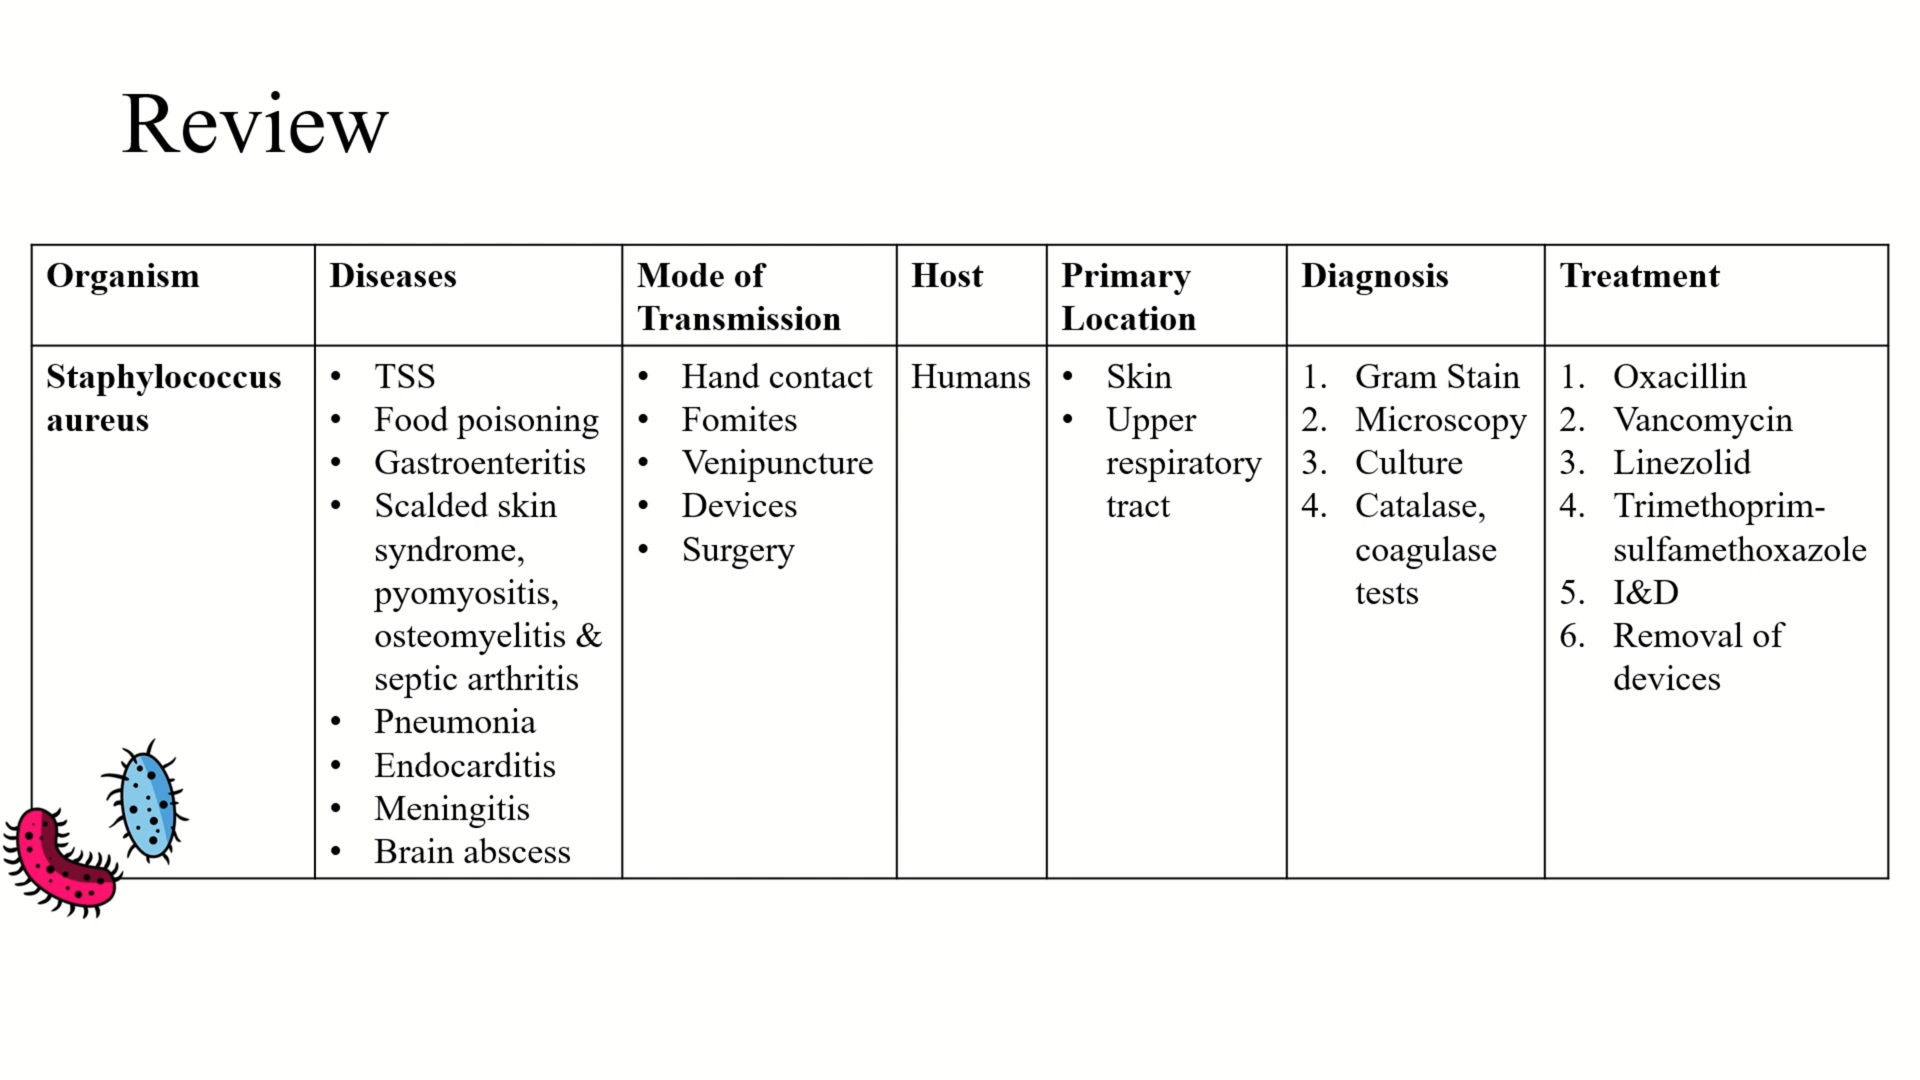 Review
Organism
Diseases
Mode of
Transmission
Host
Primary
Location
Diagnosis
Treatment
Staphylococcus
aureus
• TSS
• Food poisoning
• Gastroenteritis
• Scalded skin
syndrome,
pyomyositis,
osteomyelitis &
septic arthritis
• Pneumonia
• Endocarditis
• Meningitis
• Brain abscess
• Hand contact
• Fomites
• Venipuncture
• Devices
• Surgery
Humans
• Skin
• Upper
respiratory
tract
1. Gram Stain
2. Microscopy
3. Culture
4. Catalase,
coagulase
tests
1. Oxacillin
2. Vancomycin
3. Linezolid
4. Trimethoprim-
sulfamethoxazole
5. I&D
6. Removal of
devices